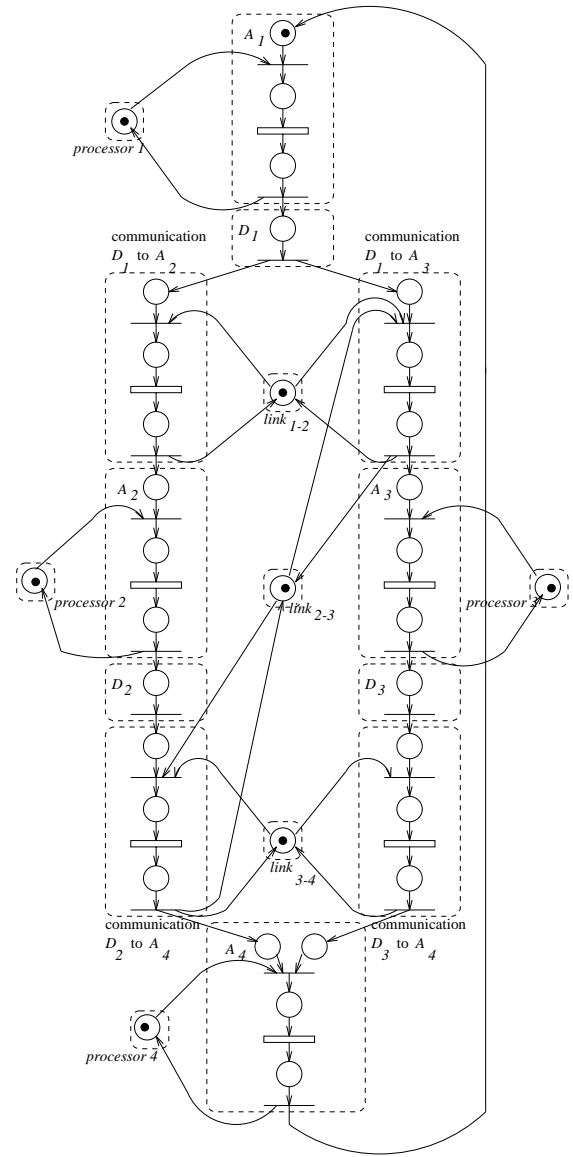 A 1
processor 1
D 1
communication
D 1 to A 2
communication
D 1 to A 3
link 1-2
A 2
A 3
processor 2
link 2-3
processor 3
D 2
D 3
link 3-4
communication
D 2 to A 4
A 4
communication
D 3 to A 4
processor 4